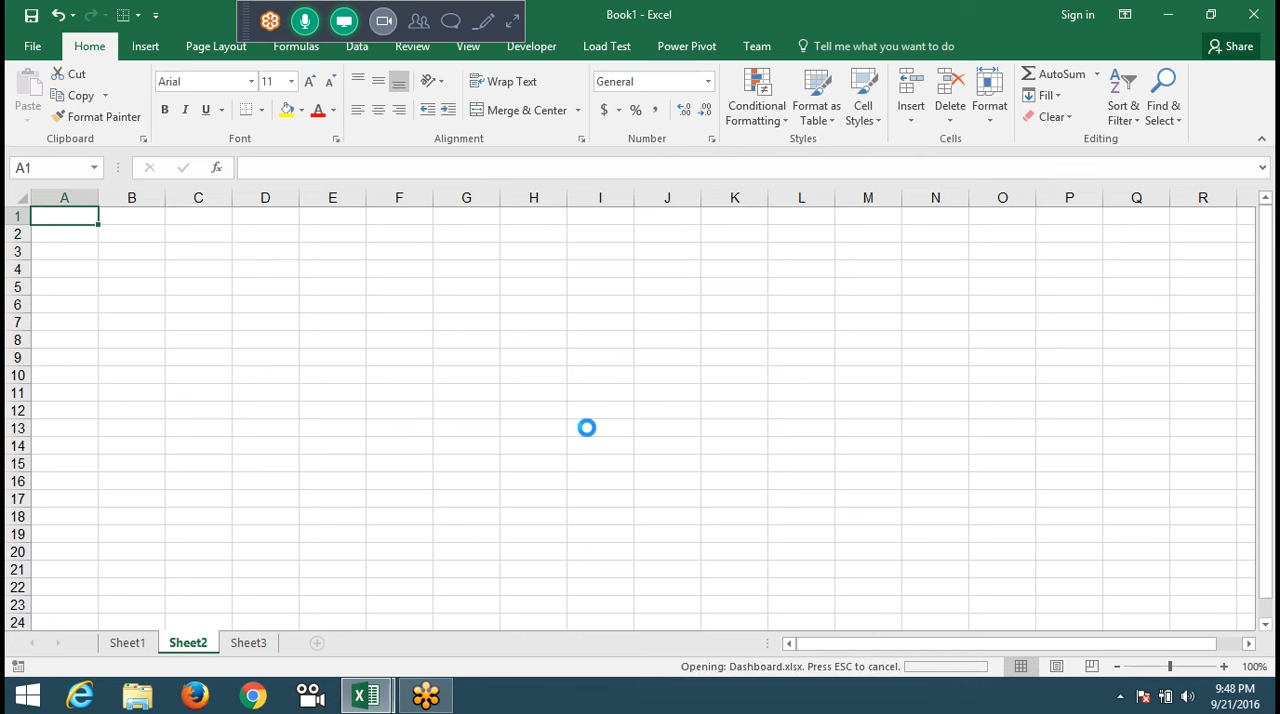 Book1 - Excel
Sign in
File Home Insert Page Layout Formulas Data Review View Developer Load Test Power Pivot Team Tell me what you want to do Share
Paste
Cut
Copy
Format Painter
Clipboard
Arial 11
B I U A
Font
Wrap Text
Merge & Center
Alignment
General
$ % ,
Number
Conditional Formatting
Format as Table
Cell Styles
Styles
Insert
Delete
Format
Cells
AutoSum
Fill
Clear
Sort & Filter
Find & Select
Editing
A1
fx
A B C D E F G H I J K L M N O P Q R
1
2
3
4
5
6
7
8
9
10
11
12
13
14
15
16
17
18
19
20
21
22
23
24
Sheet1 Sheet2 Sheet3
Opening: Dashboard.xlsx. Press ESC to cancel.
100%
9:48 PM
9/21/2016